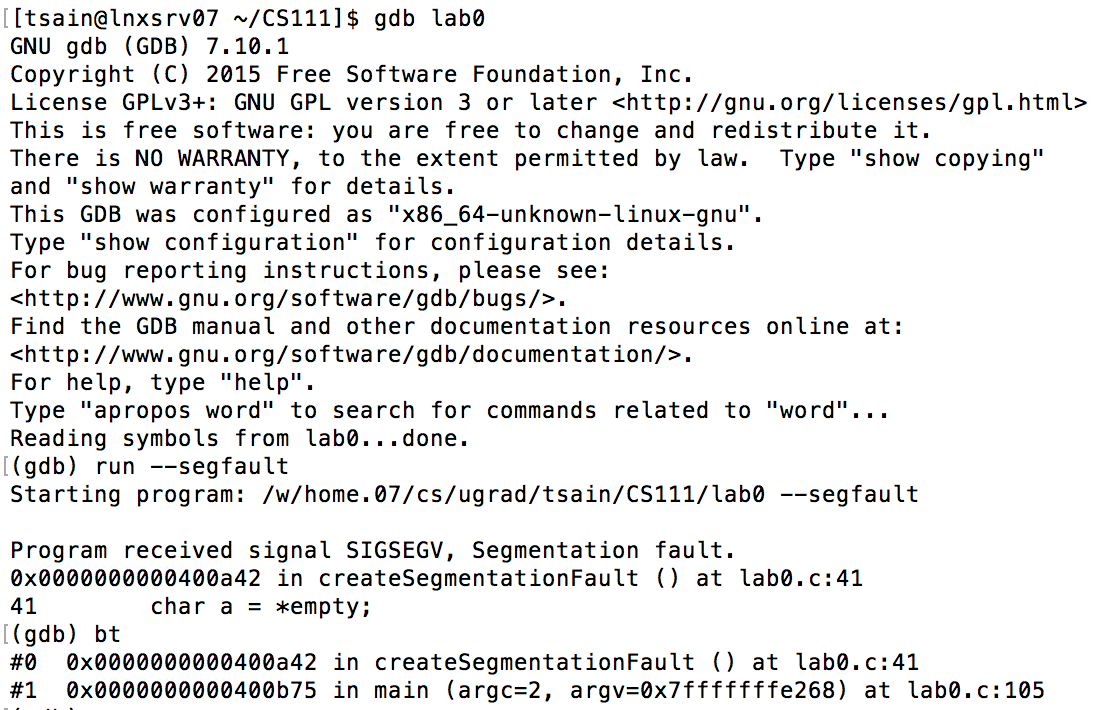 [[tsain@lnxsrv07 ~/CS111]$ gdb lab0
GNU gdb (GDB) 7.10.1
Copyright (C) 2015 Free Software Foundation, Inc.
License GPLv3+: GNU GPL version 3 or later <http://gnu.org/licenses/gpl.html>
This is free software: you are free to change and redistribute it.
There is NO WARRANTY, to the extent permitted by law.  Type "show copying"
and "show warranty" for details.
This GDB was configured as "x86_64-unknown-linux-gnu".
Type "show configuration" for configuration details.
For bug reporting instructions, please see:
<http://www.gnu.org/software/gdb/bugs/>.
Find the GDB manual and other documentation resources online at:
<http://www.gnu.org/software/gdb/documentation/>.
For help, type "help".
Type "apropos word" to search for commands related to "word"...
Reading symbols from lab0...done.
[(gdb) run --segfault
Starting program: /w/home.07/cs/ugrad/tsain/CS111/lab0 --segfault

Program received signal SIGSEGV, Segmentation fault.
0x0000000000400a42 in createSegmentationFault () at lab0.c:41
41        char a = *empty;
[(gdb) bt
#0  0x0000000000400a42 in createSegmentationFault () at lab0.c:41
#1  0x0000000000400b75 in main (argc=2, argv=0x7fffffffe268) at lab0.c:105